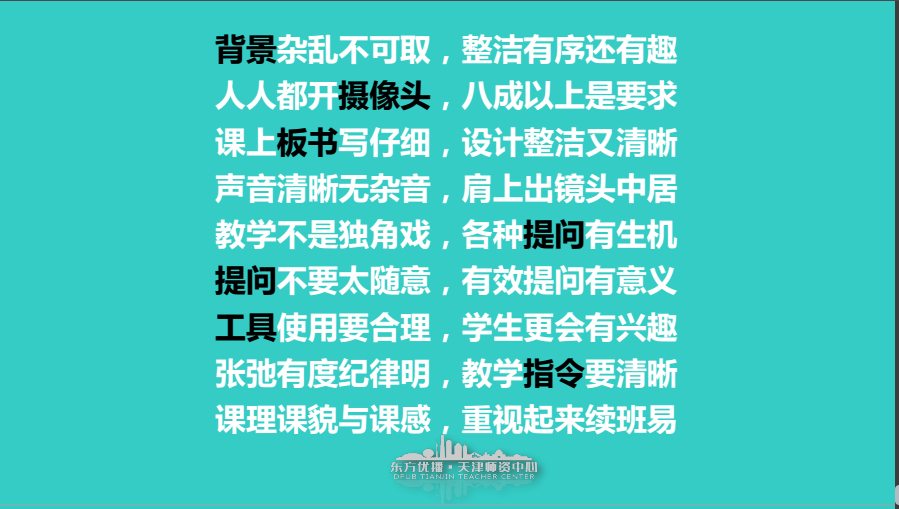 背景杂乱不可取，整洁有序还有趣
人人都开摄像头，八成以上是要求
课上板书写仔细，设计整洁又清晰
声音清晰无杂音，肩上出镜头中居
教学不是独角戏，各种提问有生机
提问不要太随意，有效提问有意义
工具使用要合理，学生更会有兴趣
张弛有度纪律明，教学指令要清晰
课理课貌与课感，重视起来续班易
东方优播·天津师资中心
DFUB TIANJIN TEACHER CENTER